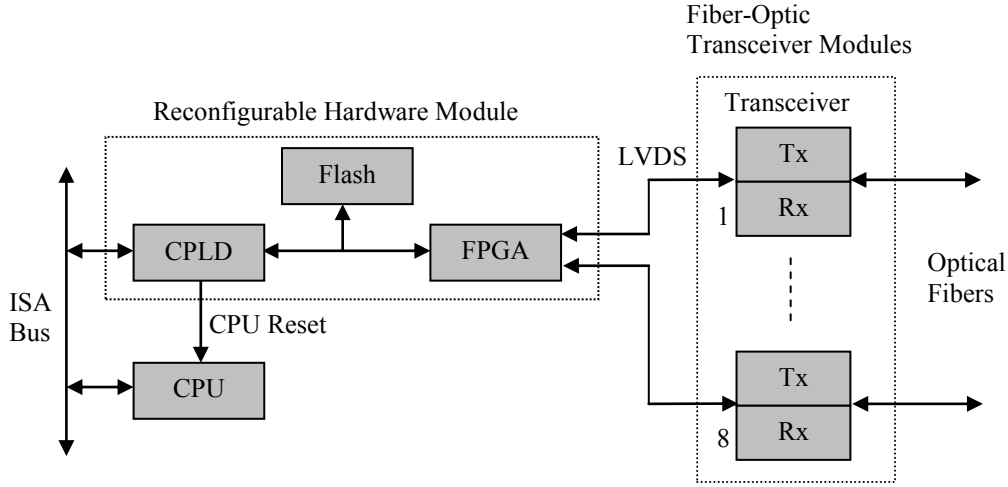 Fiber-Optic
Transceiver Modules
Reconfigurable Hardware Module
Transceiver
Tx
Rx
1
LVDS
Flash
CPLD
FPGA
ISA
Bus
CPU Reset
CPU
Optical
Fibers
Tx
Rx
8